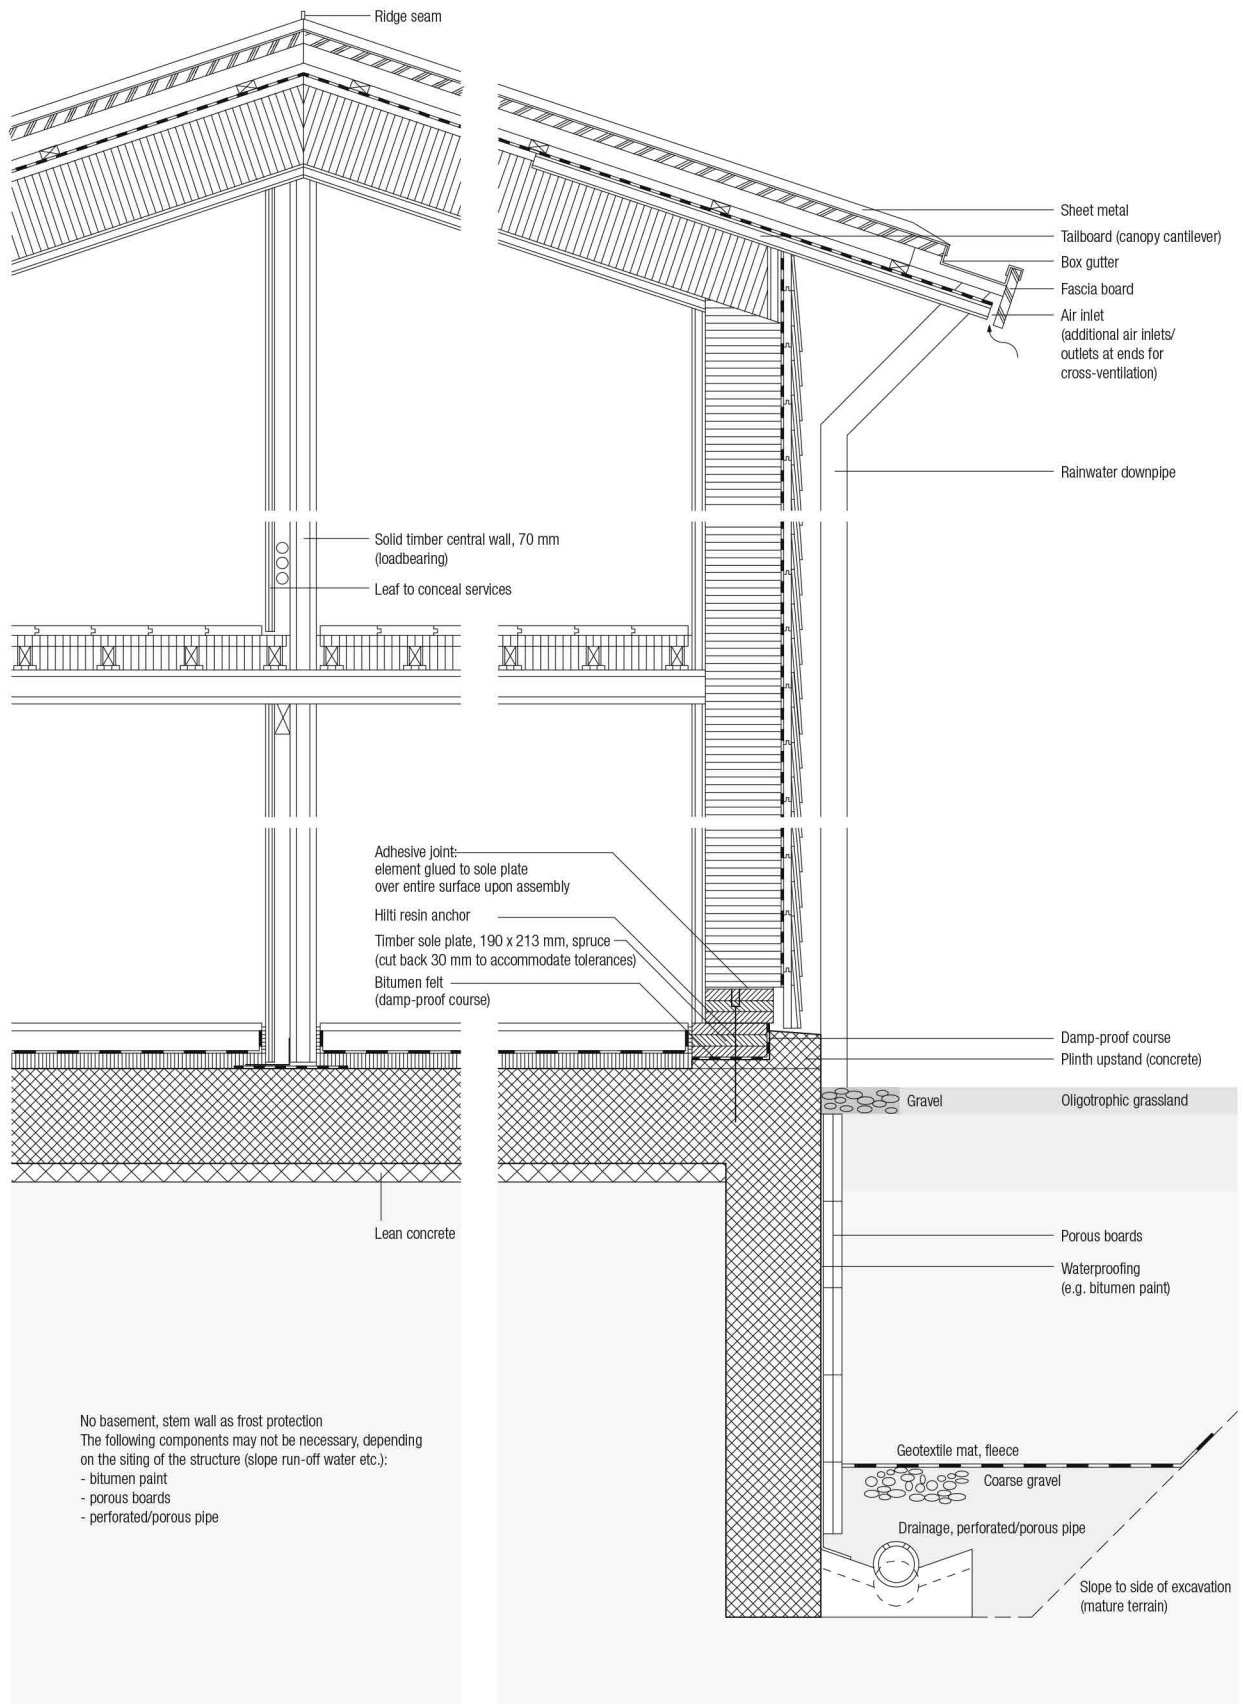 Ridge seam
Sheet metal
Tailboard (canopy cantilever)
Box gutter
Fascia board
Air inlet
(additional air inlets/
outlets at ends for
cross-ventilation)
Rainwater downpipe
Solid timber central wall, 70 mm
(loadbearing)
Leaf to conceal services
Adhesive joint:
element glued to sole plate
over entire surface upon assembly
Hilti resin anchor
Timber sole plate, 190 x 213 mm, spruce
(cut back 30 mm to accommodate tolerances)
Bitumen felt
(damp-proof course)
Damp-proof course
Plinth upstand (concrete)
Gravel
Oligotrophic grassland
Lean concrete
Porous boards
Waterproofing
(e.g. bitumen paint)
No basement, stem wall as frost protection
The following components may not be necessary, depending
on the siting of the structure (slope run-off water etc.):
- bitumen paint
- porous boards
- perforated/porous pipe
Geotextile mat, fleece
Coarse gravel
Drainage, perforated/porous pipe
Slope to side of excavation
(mature terrain)